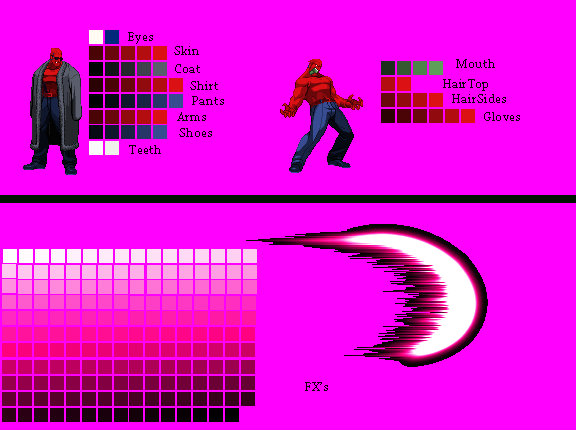 Eyes
Skin
Coat
Shirt
Pants
Arms
Shoes
Teeth
Mouth
HairTop
HairSides
Gloves
FX's